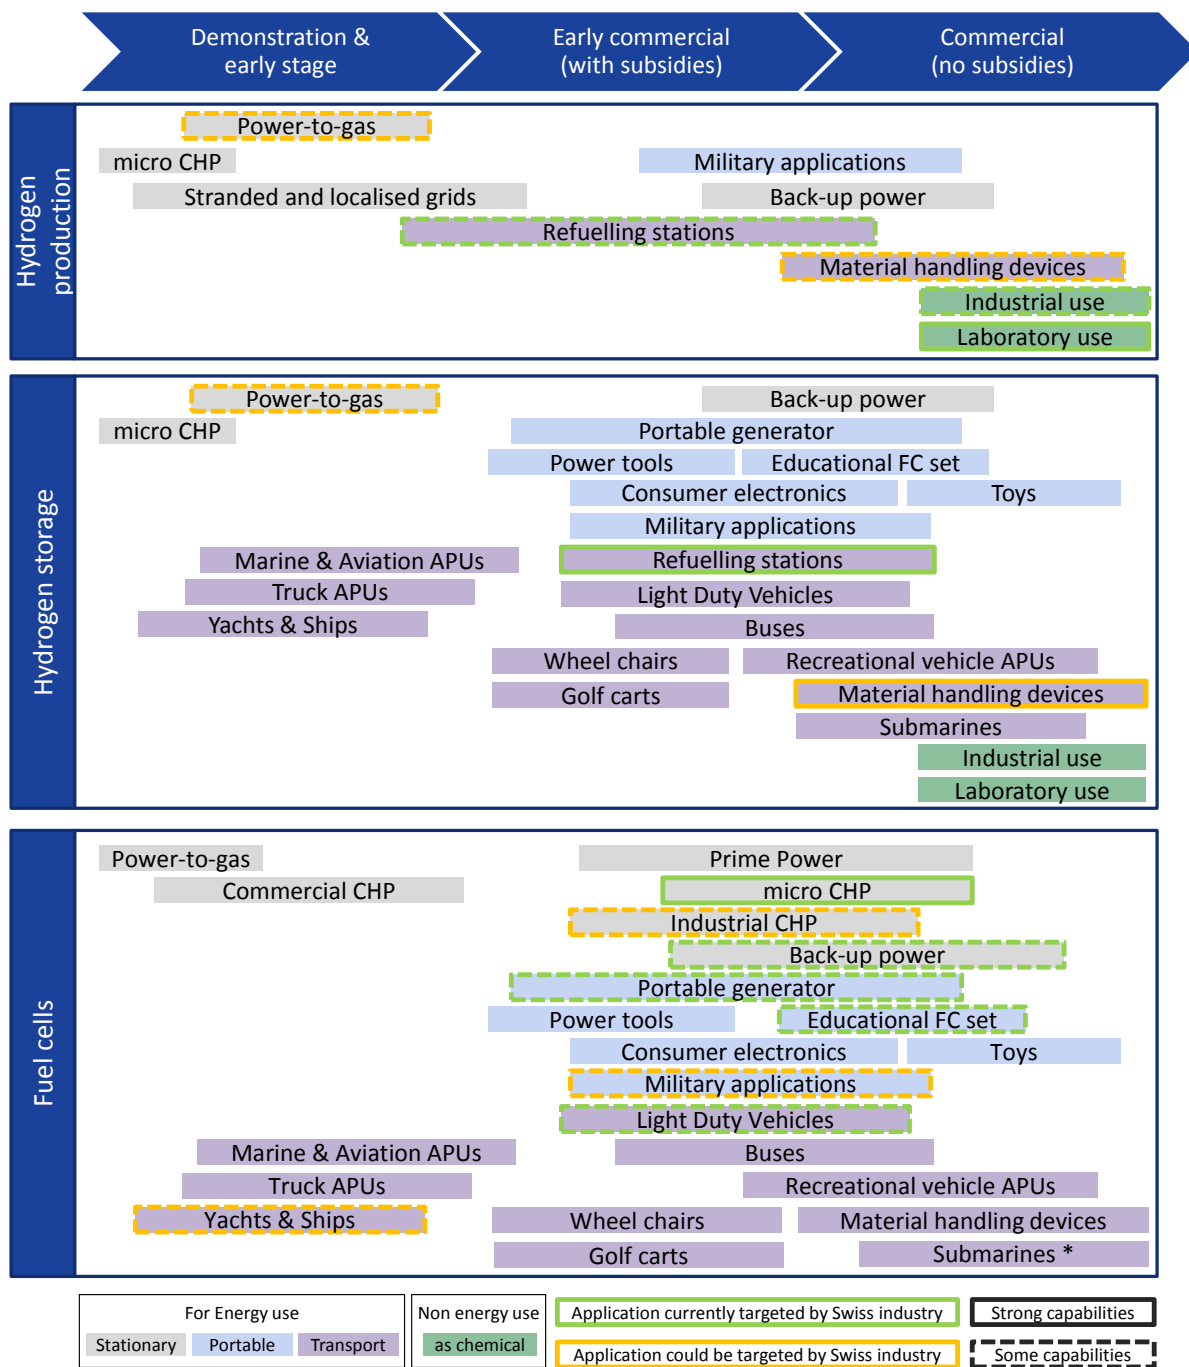 Demonstration &
early stage
Early commercial
(with subsidies)
Commercial
(no subsidies)
Hydrogen
production
Power-to-gas
micro CHP
Military applications
Stranded and localised grids
Back-up power
Refuelling stations
Material handling devices
Industrial use
Laboratory use
Hydrogen storage
Power-to-gas
Back-up power
micro CHP
Portable generator
Power tools
Educational FC set
Consumer electronics
Toys
Military applications
Marine & Aviation APUs
Refuelling stations
Truck APUs
Light Duty Vehicles
Yachts & Ships
Buses
Wheel chairs
Recreational vehicle APUs
Golf carts
Material handling devices
Submarines
Industrial use
Laboratory use
Fuel cells
Power-to-gas
Prime Power
Commercial CHP
micro CHP
Industrial CHP
Back-up power
Portable generator
Power tools
Educational FC set
Consumer electronics
Toys
Military applications
Light Duty Vehicles
Marine & Aviation APUs
Buses
Truck APUs
Recreational vehicle APUs
Yachts & Ships
Wheel chairs
Material handling devices
Golf carts
Submarines *
For Energy use
Stationary
Portable
Transport
Non energy use
as chemical
Application currently targeted by Swiss industry
Application could be targeted by Swiss industry
Strong capabilities
Some capabilities